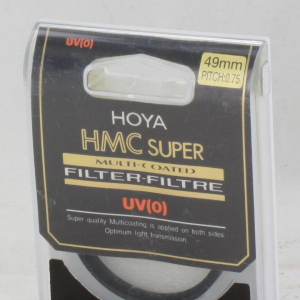 UV(0)
49mm
PITCH:0.75
HOYA
HMC SUPER
MULTI-COATED
FILTER-FILTRE
UV(0)
Super quality Multicoating is applied on both sides
Optimum light transmission.